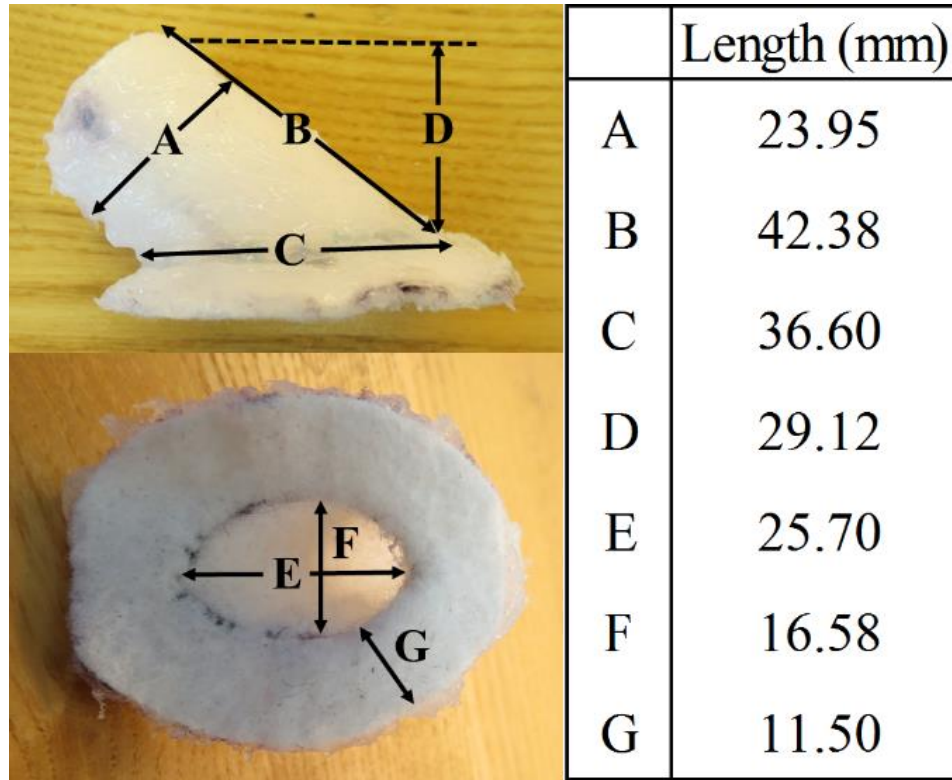 A
B
D
C
E
F
G
Length (mm)
A 23.95
B 42.38
C 36.60
D 29.12
E 25.70
F 16.58
G 11.50